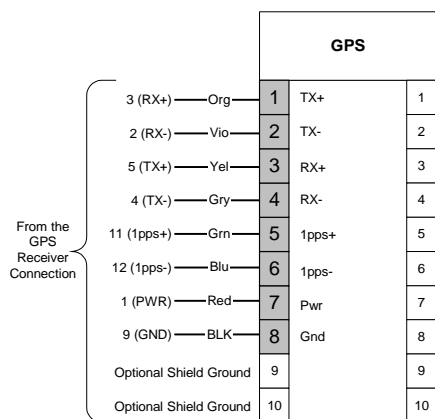 GPS
3 (RX+) Org 1 TX+ 1
2 (RX-) Vio 2 TX- 2
5 (TX+) Yel 3 RX+ 3
4 (TX-) Gry 4 RX- 4
11 (1pps+) Grn 5 1pps+ 5
12 (1pps-) Blu 6 1pps- 6
1 (PWR) Red 7 Pwr 7
9 (GND) BLK 8 Gnd 8
Optional Shield Ground 9 9
Optional Shield Ground 10 10
From the
GPS
Receiver
Connection